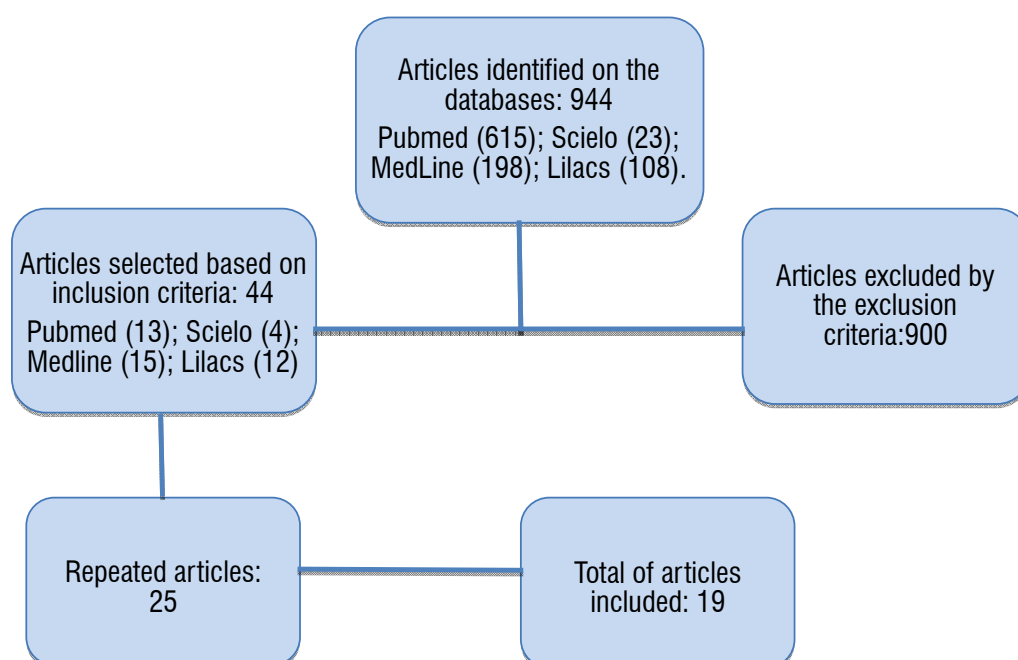 Articles identified on the
databases: 944
Pubmed (615); Scielo (23);
MedLine (198); Lilacs (108).
Articles selected based on
inclusion criteria: 44
Pubmed (13); Scielo (4);
Medline (15); Lilacs (12)
Articles excluded by
the exclusion
criteria:900
Repeated articles:
25
Total of articles
included: 19